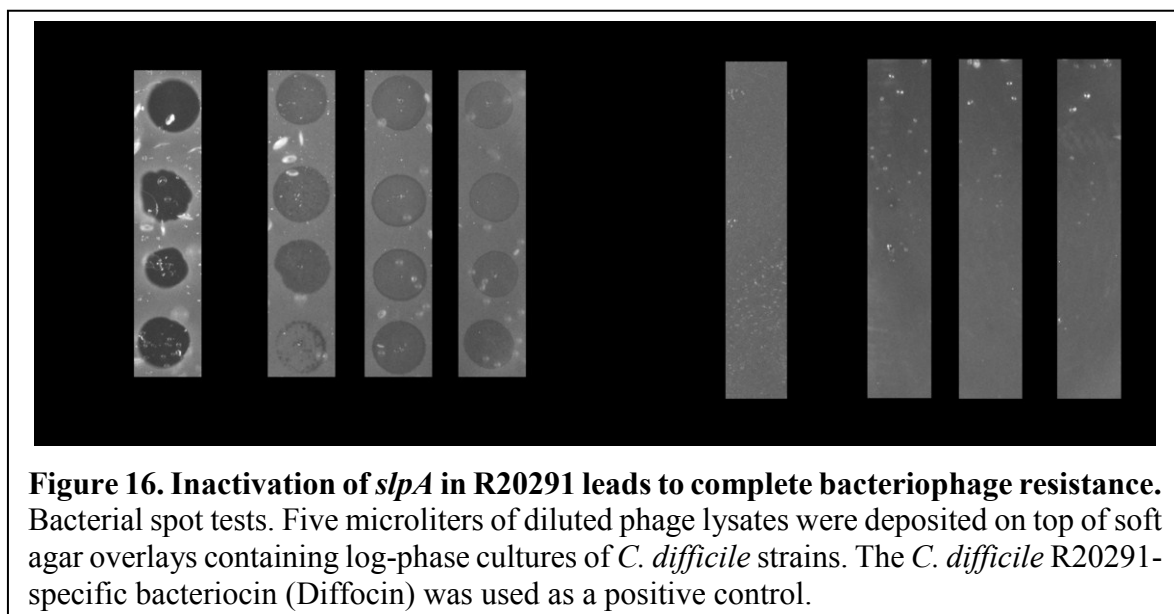 Figure 16. Inactivation of slpA in R20291 leads to complete bacteriophage resistance.
Bacterial spot tests. Five microliters of diluted phage lysates were deposited on top of soft
agar overlays containing log-phase cultures of C. difficile strains. The C. difficile R20291-
specific bacteriocin (Diffocin) was used as a positive control.